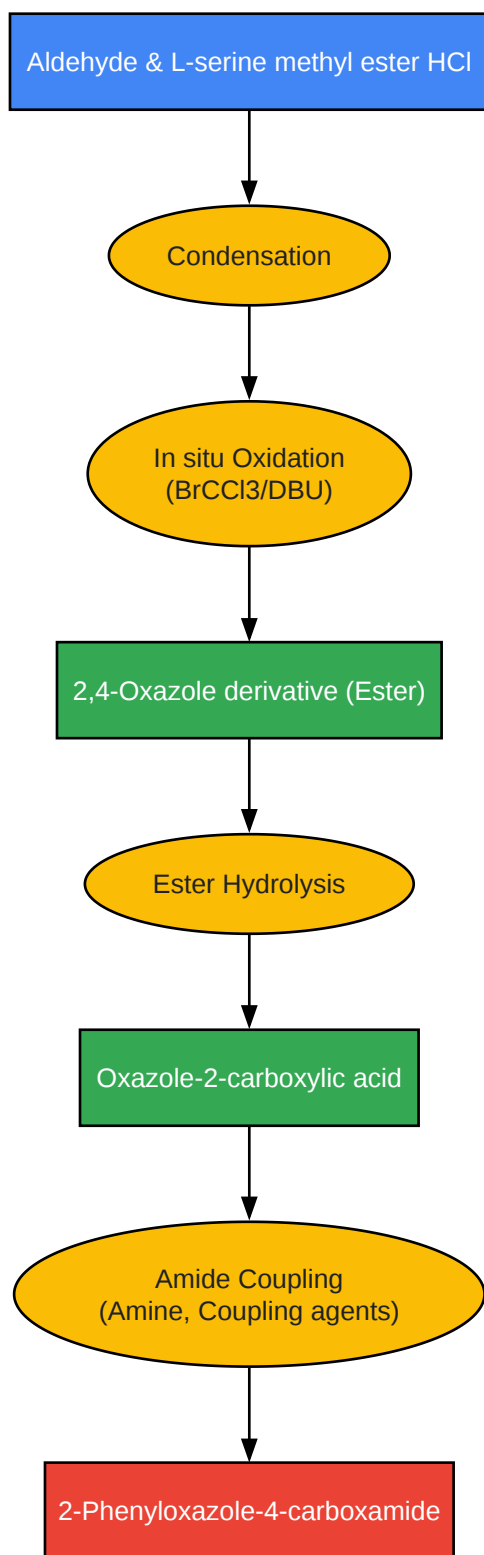 Aldehyde & L-serine methyl ester HCl
Condensation
In situ Oxidation
(BrCCl3/DBU)
2,4-Oxazole derivative (Ester)
Ester Hydrolysis
Oxazole-2-carboxylic acid
Amide Coupling
(Amine, Coupling agents)
2-Phenyloxazole-4-carboxamide